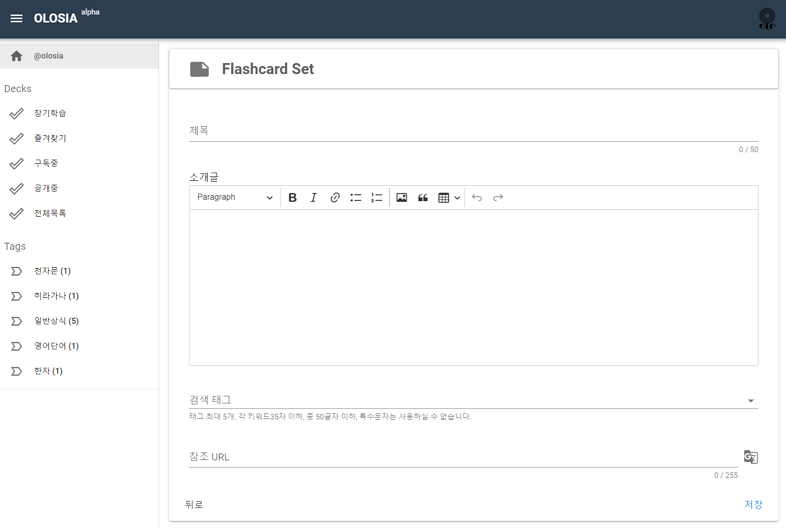 OLOSIA alpha
OLO
@olosia
Decks
장기학습
즐겨찾기
구독중
공개중
전체목록
Tags
천자문 (1)
히라가나 (1)
일반상식 (5)
영어단어 (1)
한자 (1)
Flashcard Set
제목
0 / 50
소개글
Paragraph
검색 태그
태그 최대 5개. 각 키워드35자 이하, 총 50글자 이하, 특수문자는 사용하실 수 없습니다.
참조 URL
0 / 255
뒤로
저장